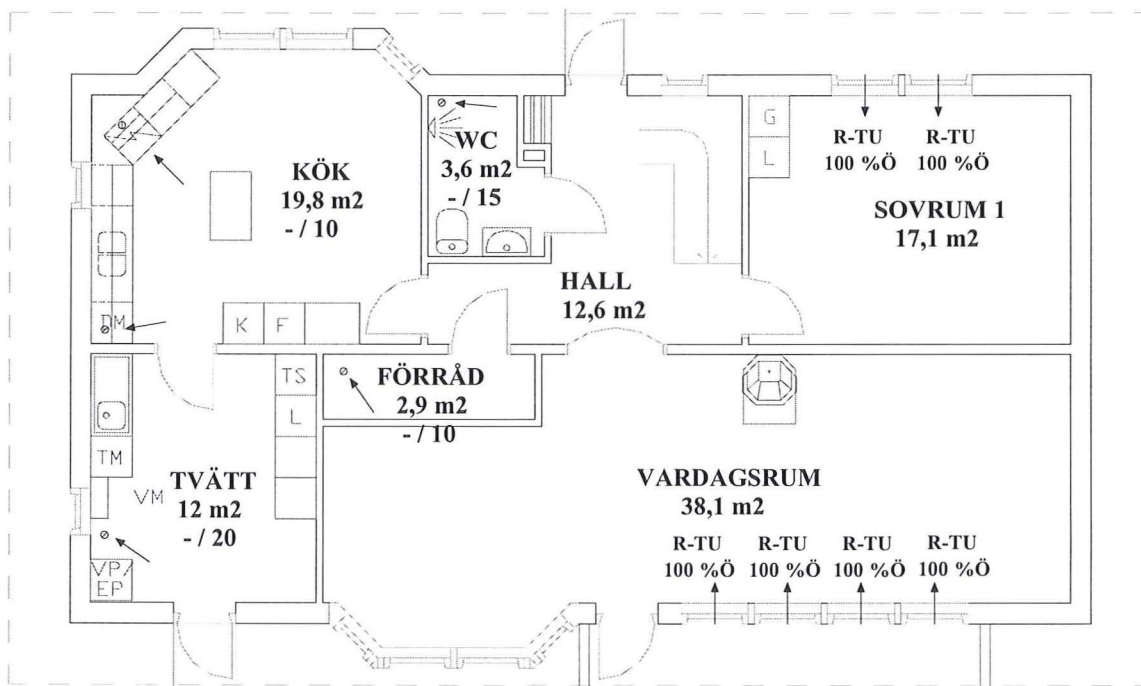 KÖK
19,8 m2
- / 10
WC
3,6 m2
- / 15
G
L
R-TU
100 %Ö
R-TU
100 %Ö
SOVRUM 1
17,1 m2
HALL
12,6 m2
DM
K
F
TS
L
FÖRRÅD
2,9 m2
- / 10
TM
VM
TVÄTT
12 m2
- / 20
VP/
EP
VARDAGSRUM
38,1 m2
R-TU
100 %Ö
R-TU
100 %Ö
R-TU
100 %Ö
R-TU
100 %Ö